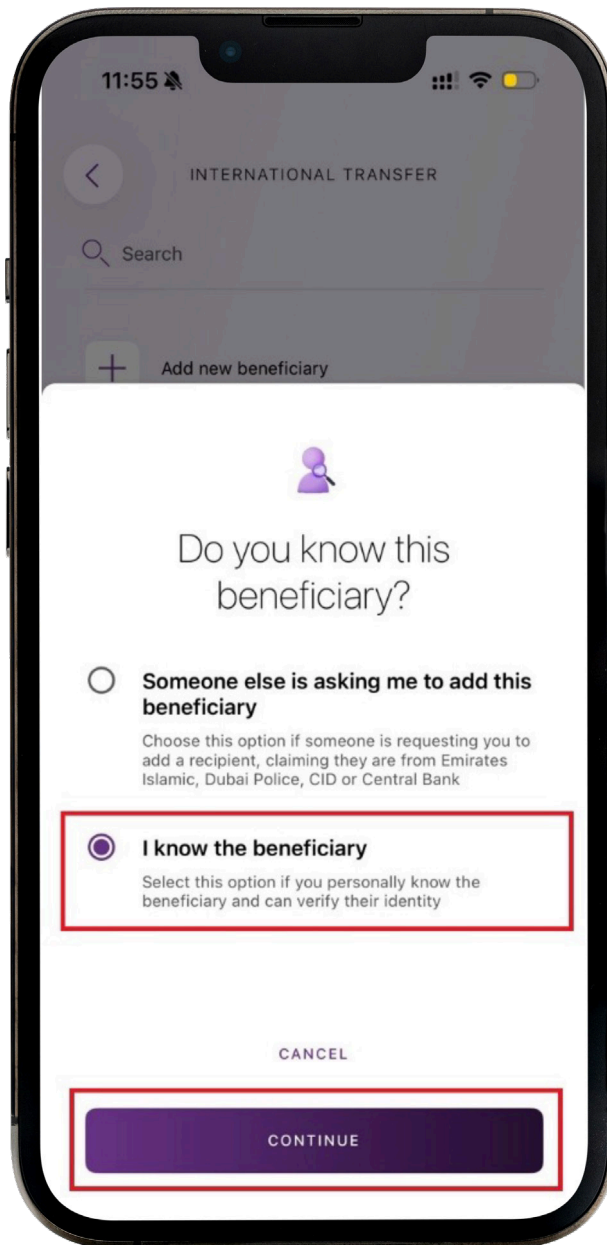 11:55
INTERNATIONAL TRANSFER
Search
Add new beneficiary
Do you know this
beneficiary?
Someone else is asking me to add this
beneficiary
Choose this option if someone is requesting you to
add a recipient, claiming they are from Emirates
Islamic, Dubai Police, CID or Central Bank
I know the beneficiary
Select this option if you personally know the
beneficiary and can verify their identity
CANCEL
CONTINUE